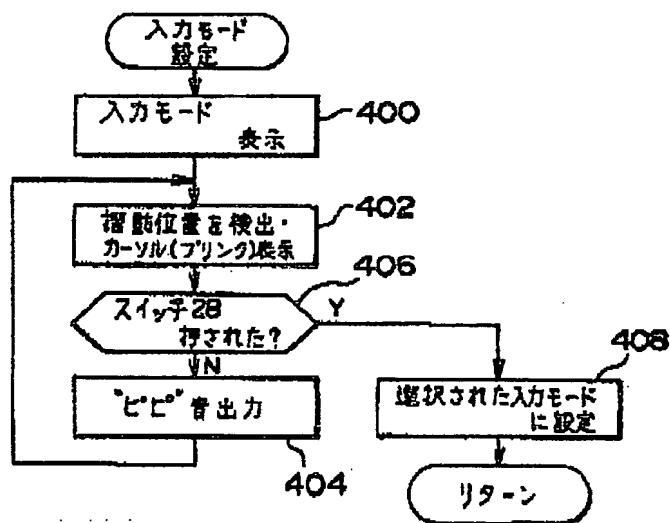 入力モード
設定
入力モード
表示
400
摺動位置を検出・
カーソル(ブリンク)表示
402
スイッチ28
押された?
406
Y
N
"ピピ"音出力
404
選択された入力モード
に設定
408
リターン